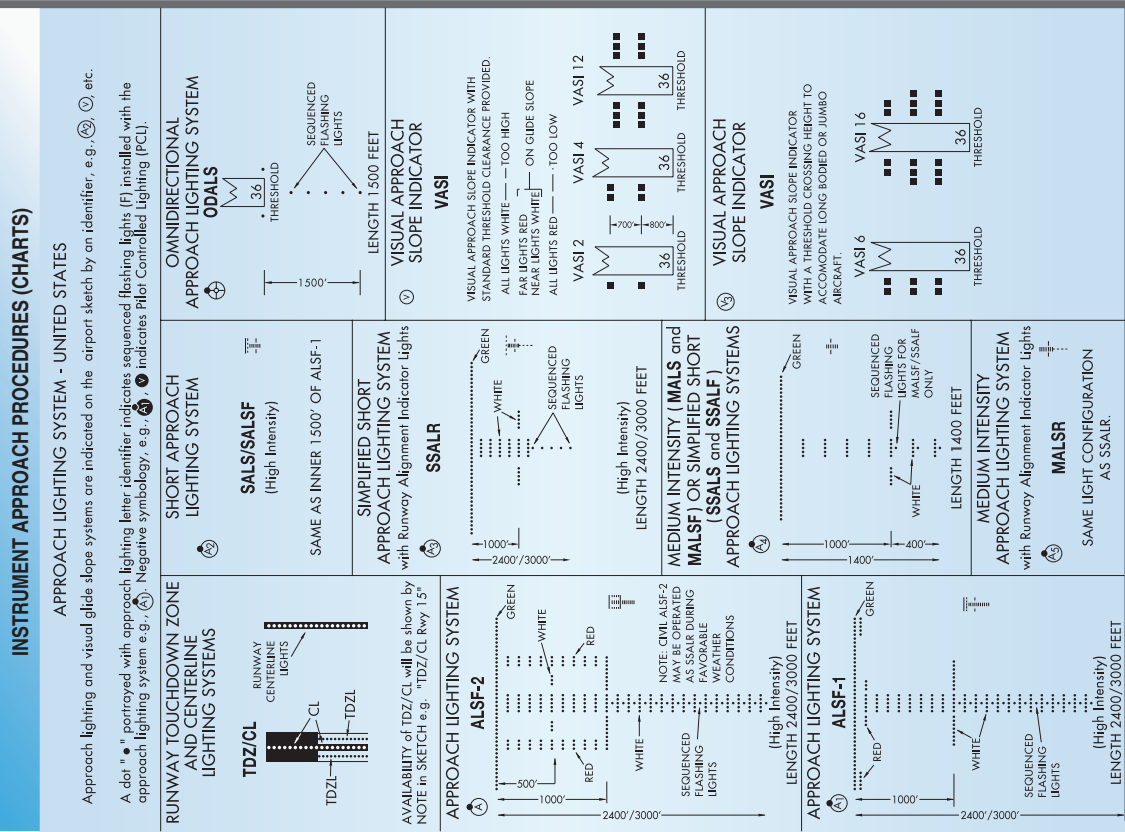 INSTRUMENT APPROACH PROCEDURES (CHARTS)
APPROACH LIGHTING SYSTEM - UNITED STATES
Approach lighting and visual glide slope systems are indicated on the airport sketch by an identifier, e.g., A2, V, etc.
A dot " • " portrayed with approach lighting letter identifier indicates sequenced flashing lights (F) installed with the
approach lighting system e.g., A1. Negative symbology, e.g., A1, V indicates Pilot Controlled Lighting (PCL).
RUNWAY TOUCHDOWN ZONE
AND CENTERLINE
LIGHTING SYSTEMS
TDZ/CL
RUNWAY
CENTERLINE
LIGHTS
CL
TDZL
TDZL
AVAILABILITY of TDZ/CL will be shown by
NOTE in SKETCH e.g. "TDZ/CL Rwy 15"
A
APPROACH LIGHTING SYSTEM
ALSF-2
GREEN
500'
WHITE
1000'
RED
RED
2400'/3000'
WHITE
SEQUENCED
FLASHING
LIGHTS
NOTE: CIVIL ALSF-2
MAY BE OPERATED
AS SSALR DURING
FAVORABLE
WEATHER
CONDITIONS
(High Intensity)
LENGTH 2400/3000 FEET
A1
APPROACH LIGHTING SYSTEM
ALSF-1
GREEN
RED
1000'
WHITE
2400'/3000'
SEQUENCED
FLASHING
LIGHTS
(High Intensity)
LENGTH 2400/3000 FEET
A2
SHORT APPROACH
LIGHTING SYSTEM
SALS/SALSF
(High Intensity)
SAME AS INNER 1500' OF ALSF-1
A3
SIMPLIFIED SHORT
APPROACH LIGHTING SYSTEM
with Runway Alignment Indicator Lights
SSALR
GREEN
WHITE
1000'
2400'/3000'
SEQUENCED
FLASHING
LIGHTS
(High Intensity)
LENGTH 2400/3000 FEET
A4
MEDIUM INTENSITY (MALS and
MALSF) OR SIMPLIFIED SHORT
(SSALS and SSALF)
APPROACH LIGHTING SYSTEMS
GREEN
1000'
400'
1400'
WHITE
SEQUENCED
FLASHING
LIGHTS FOR
MALSF/SSALF
ONLY
LENGTH 1400 FEET
A5
MEDIUM INTENSITY
APPROACH LIGHTING SYSTEM
with Runway Alignment Indicator Lights
MALSR
SAME LIGHT CONFIGURATION
AS SSALR.
OMNIDIRECTIONAL
APPROACH LIGHTING SYSTEM
ODALS
36
THRESHOLD
1500'
SEQUENCED
FLASHING
LIGHTS
LENGTH 1500 FEET
V
VISUAL APPROACH
SLOPE INDICATOR
VASI
VISUAL APPROACH SLOPE INDICATOR WITH
STANDARD THRESHOLD CLEARANCE PROVIDED.
ALL LIGHTS WHITE — TOO HIGH
FAR LIGHTS RED
NEAR LIGHTS WHITE
— ON GLIDE SLOPE
ALL LIGHTS RED — TOO LOW
VASI 2
VASI 4
VASI 12
700'
800'
36
36
36
THRESHOLD
THRESHOLD
THRESHOLD
V3
VISUAL APPROACH
SLOPE INDICATOR
VASI
VISUAL APPROACH SLOPE INDICATOR
WITH A THRESHOLD CROSSING HEIGHT TO
ACCOMODATE LONG BODIED OR JUMBO
AIRCRAFT.
VASI 6
VASI 16
36
36
THRESHOLD
THRESHOLD